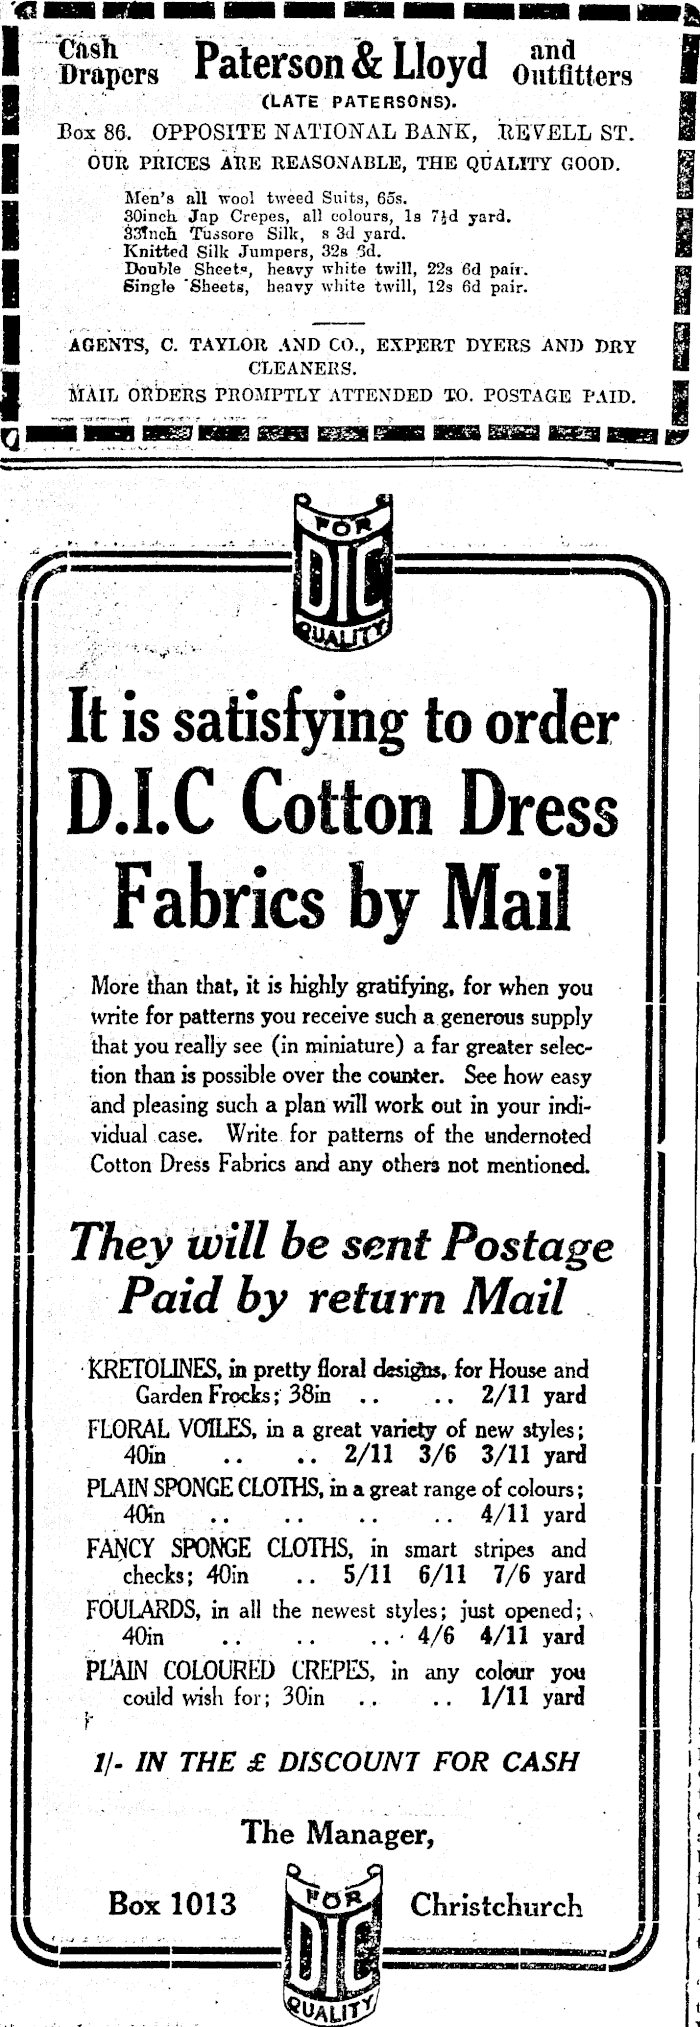 Cash Drapers Paterson & Lloyd and Outfitters
(LATE PATERSONS).
Box 86. OPPOSITE NATIONAL BANK, REVELL ST.
OUR PRICES ARE REASONABLE, THE QUALITY GOOD.
Men's all wool tweed Suits, 65s.
30inch Jap Crepes, all colours, 1s 7½d yard.
33inch Tussore Silk, s 3d yard.
Knitted Silk Jumpers, 32s 6d.
Double Sheets, heavy white twill, 22s 6d pair.
Single Sheets, heavy white twill, 12s 6d pair.
AGENTS, C. TAYLOR AND CO., EXPERT DYERS AND DRY
CLEANERS.
MAIL ORDERS PROMPTLY ATTENDED TO. POSTAGE PAID.
FOR
DIC
QUALITY
It is satisfying to order
D.I.C Cotton Dress
Fabrics by Mail
More than that, it is highly gratifying, for when you
write for patterns you receive such a generous supply
that you really see (in miniature) a far greater selec-
tion than is possible over the counter. See how easy
and pleasing such a plan will work out in your indi-
vidual case. Write for patterns of the undernoted
Cotton Dress Fabrics and any others not mentioned.
They will be sent Postage
Paid by return Mail
KRETOLINES, in pretty floral designs, for House and
Garden Frocks; 38in .. .. 2/11 yard
FLORAL VOILES, in a great variety of new styles;
40in .. .. 2/11 3/6 3/11 yard
PLAIN SPONGE CLOTHS, in a great range of colours;
40in .. .. .. .. 4/11 yard
FANCY SPONGE CLOTHS, in smart stripes and
checks; 40in .. 5/11 6/11 7/6 yard
FOULARDS, in all the newest styles; just opened;
40in .. .. .. 4/6 4/11 yard
PLAIN COLOURED CREPES, in any colour you
could wish for; 30in .. .. 1/11 yard
1/- IN THE £ DISCOUNT FOR CASH
The Manager,
Box 1013 Christchurch
FOR
DIC
QUALITY